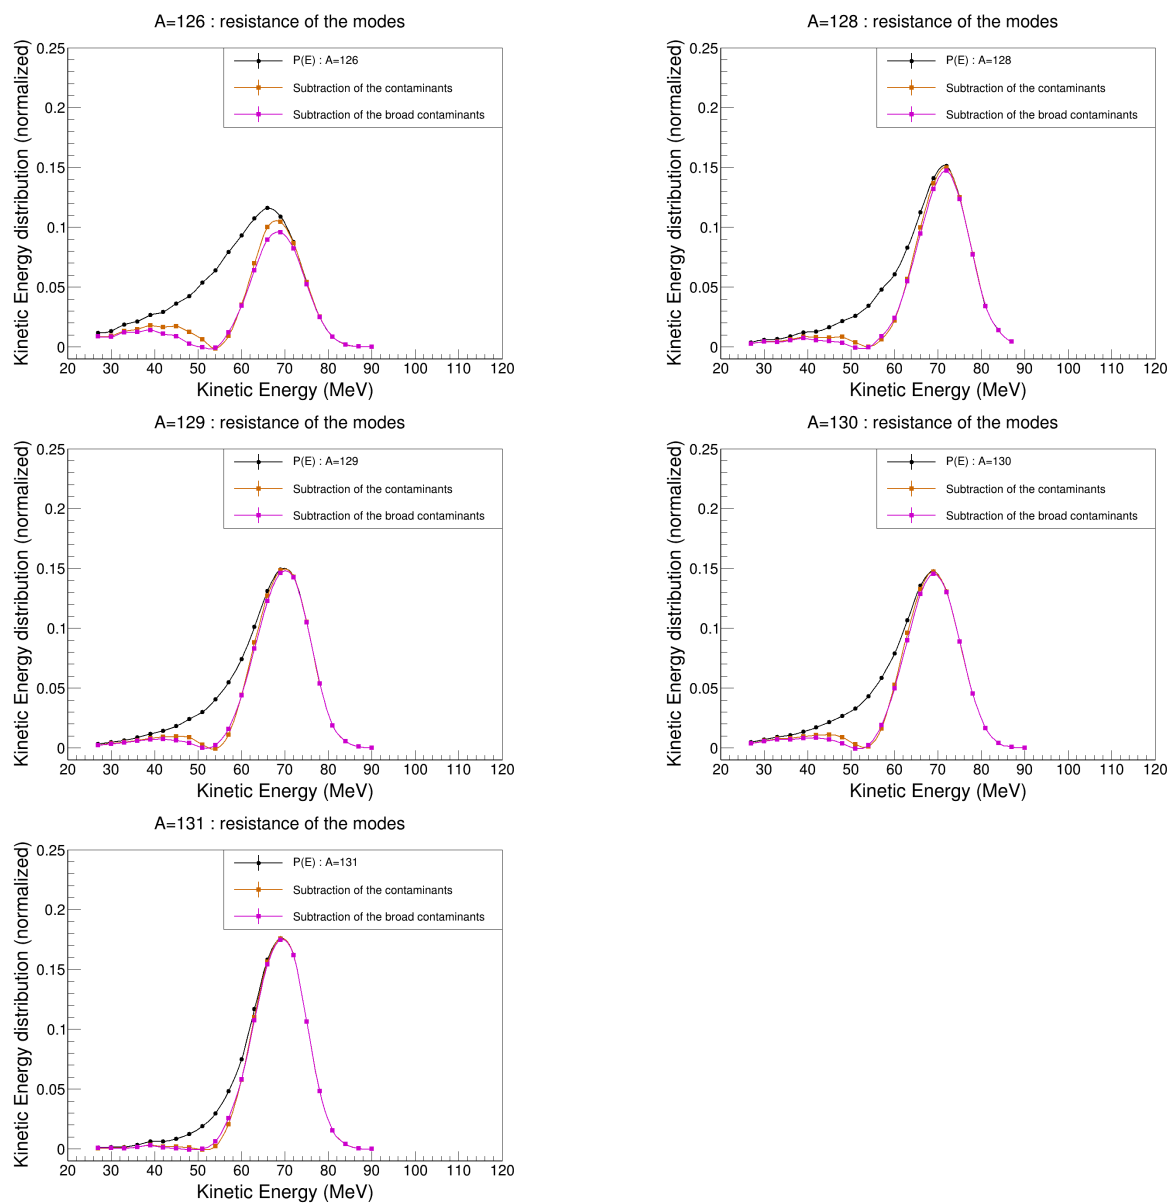 A=126 : resistance of the modes
Kinetic Energy distribution (normalized)
0.25
0.2
0.15
0.1
0.05
0
P(E) : A=126
Subtraction of the contaminants
Subtraction of the broad contaminants
20 30 40 50 60 70 80 90 100 110 120
Kinetic Energy (MeV)
A=128 : resistance of the modes
Kinetic Energy distribution (normalized)
0.25
0.2
0.15
0.1
0.05
0
P(E) : A=128
Subtraction of the contaminants
Subtraction of the broad contaminants
20 30 40 50 60 70 80 90 100 110 120
Kinetic Energy (MeV)
A=129 : resistance of the modes
Kinetic Energy distribution (normalized)
0.25
0.2
0.15
0.1
0.05
0
P(E) : A=129
Subtraction of the contaminants
Subtraction of the broad contaminants
20 30 40 50 60 70 80 90 100 110 120
Kinetic Energy (MeV)
A=130 : resistance of the modes
Kinetic Energy distribution (normalized)
0.25
0.2
0.15
0.1
0.05
0
P(E) : A=130
Subtraction of the contaminants
Subtraction of the broad contaminants
20 30 40 50 60 70 80 90 100 110 120
Kinetic Energy (MeV)
A=131 : resistance of the modes
Kinetic Energy distribution (normalized)
0.25
0.2
0.15
0.1
0.05
0
P(E) : A=131
Subtraction of the contaminants
Subtraction of the broad contaminants
20 30 40 50 60 70 80 90 100 110 120
Kinetic Energy (MeV)